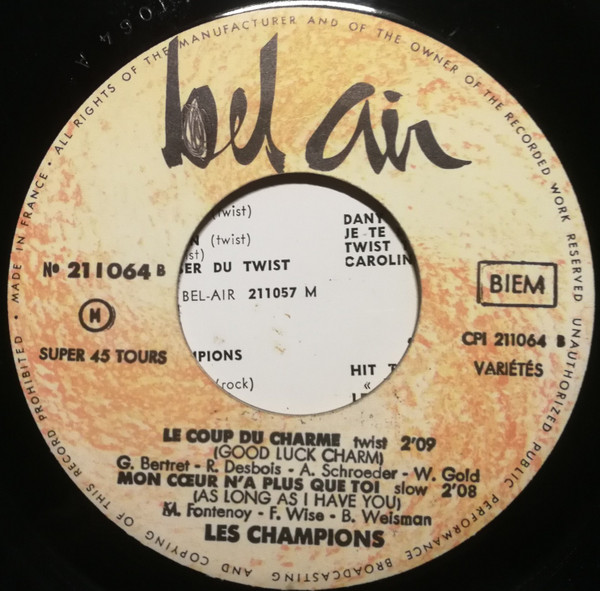 ALL RIGHTS OF THE MANUFACTURER AND OF THE OWNER OF THE RECORDED WORK RESERVED UNAUTHORIZED PUBLIC PERFORMANCE BROADCASTING AND COPYING OF THIS RECORD PROHIBITED • MADE IN FRANCE •
bel air
(twist)
(twist)
DU TWIST
BEL-AIR 211057 M
(rock)
JE TE
TWIST
HIT
«
No 211064 B
M
SUPER 45 TOURS
BIEM
CPI 211064 B
VARIÉTÉS
LE COUP DU CHARME twist 2'09
(GOOD LUCK CHARM)
G. Bertret - R. Desbois - A. Schroeder - W. Gold
MON CŒUR N'A PLUS QUE TOI slow 2'08
(AS LONG AS I HAVE YOU)
M. Fontenoy - F. Wise - B. Weisman
LES CHAMPIONS